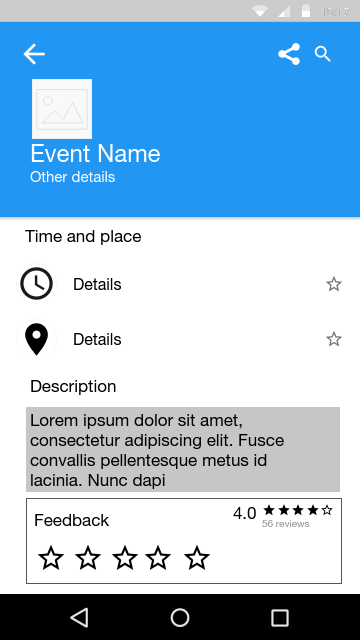 Event Name
Other details
Time and place
Details
Details
Description
Lorem ipsum dolor sit amet,
consectetur adipiscing elit. Fusce
convallis pellentesque metus id
lacinia. Nunc dapi
Feedback
4.0
56 reviews